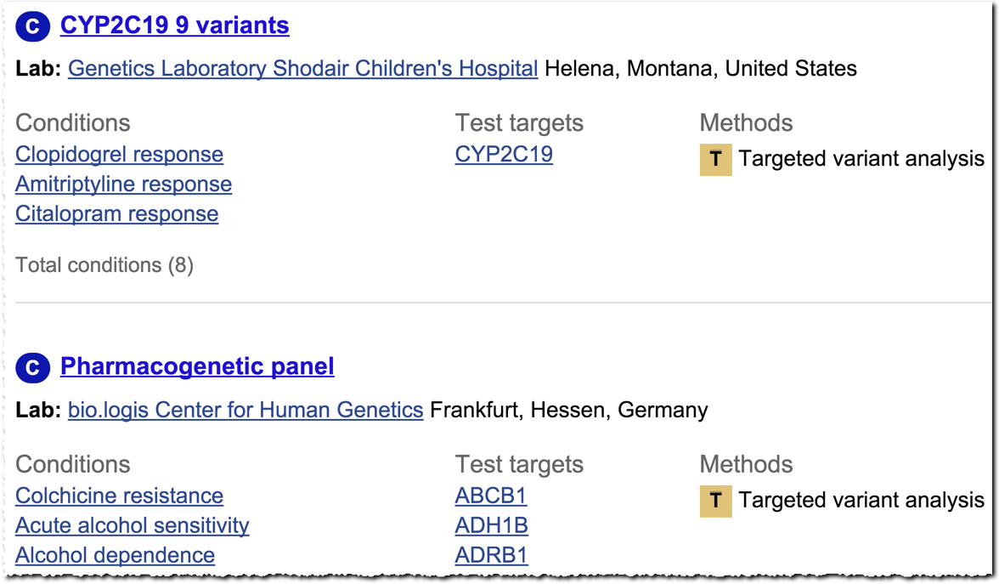 C CYP2C19 9 variants
Lab: Genetics Laboratory Shodair Children's Hospital Helena, Montana, United States
Conditions Test targets Methods
Clopidogrel response CYP2C19 T Targeted variant analysis
Amitriptyline response
Citalopram response
Total conditions (8)
C Pharmacogenetic panel
Lab: bio.logis Center for Human Genetics Frankfurt, Hessen, Germany
Conditions Test targets Methods
Colchicine resistance ABCB1 T Targeted variant analysis
Acute alcohol sensitivity ADH1B
Alcohol dependence ADRB1